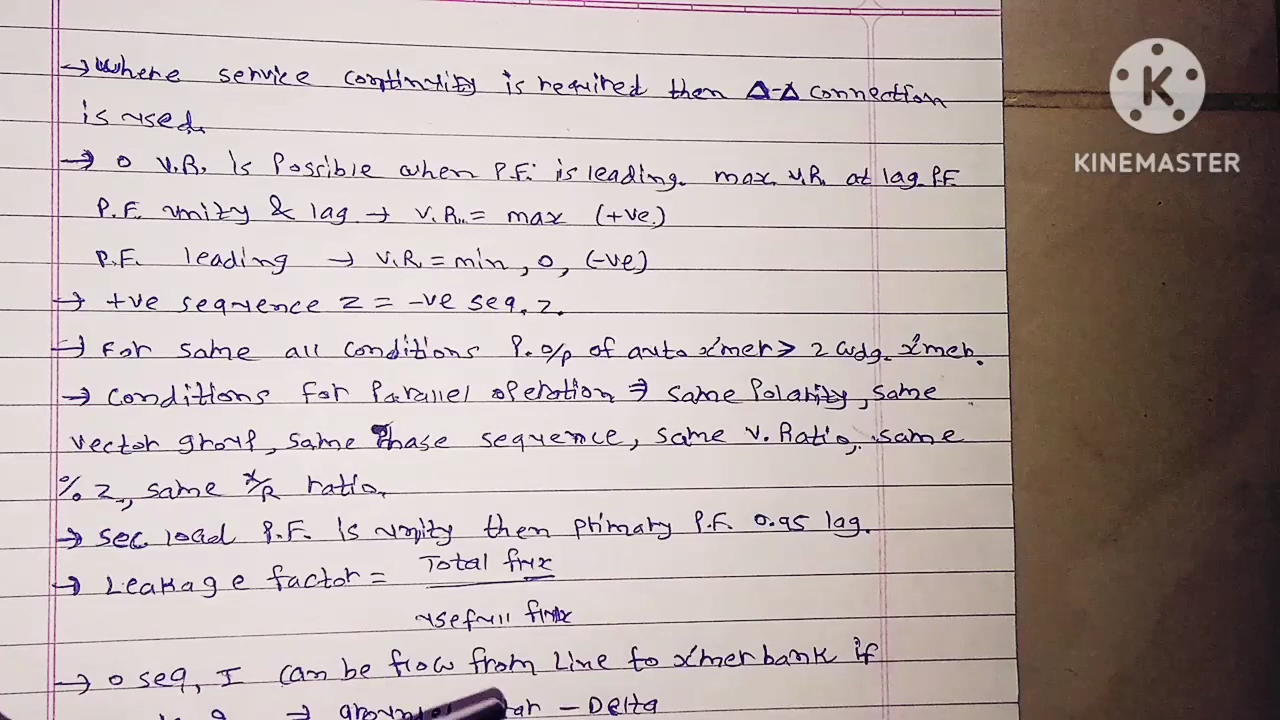 → Where service continuity is required then Δ-Δ connection
is used.
→ 0 V.R. is Possible when P.F. is leading. max V.R. at lag P.F.
P.F. unity & lag → V.R. = max (+ve)
P.F. leading → V.R. = min, 0, (-ve)
→ +ve sequence Z = -ve seq. Z.
→ For same all conditions P. o/p of auto x'mer > 2 wdg. x'mer.
→ conditions for Parallel operation ⇒ same Polarity, same
vector group, same Phase sequence, same V. Ratio, same
% Z, same X/R ratio.
→ sec. load P.F. is unity then primary P.F. 0.95 lag.
→ Leakage factor = Total flux
usefull flux
→ 0 seq. I can be flow from Line to x'mer bank if
⇒ - Delta
K
KINEMASTER